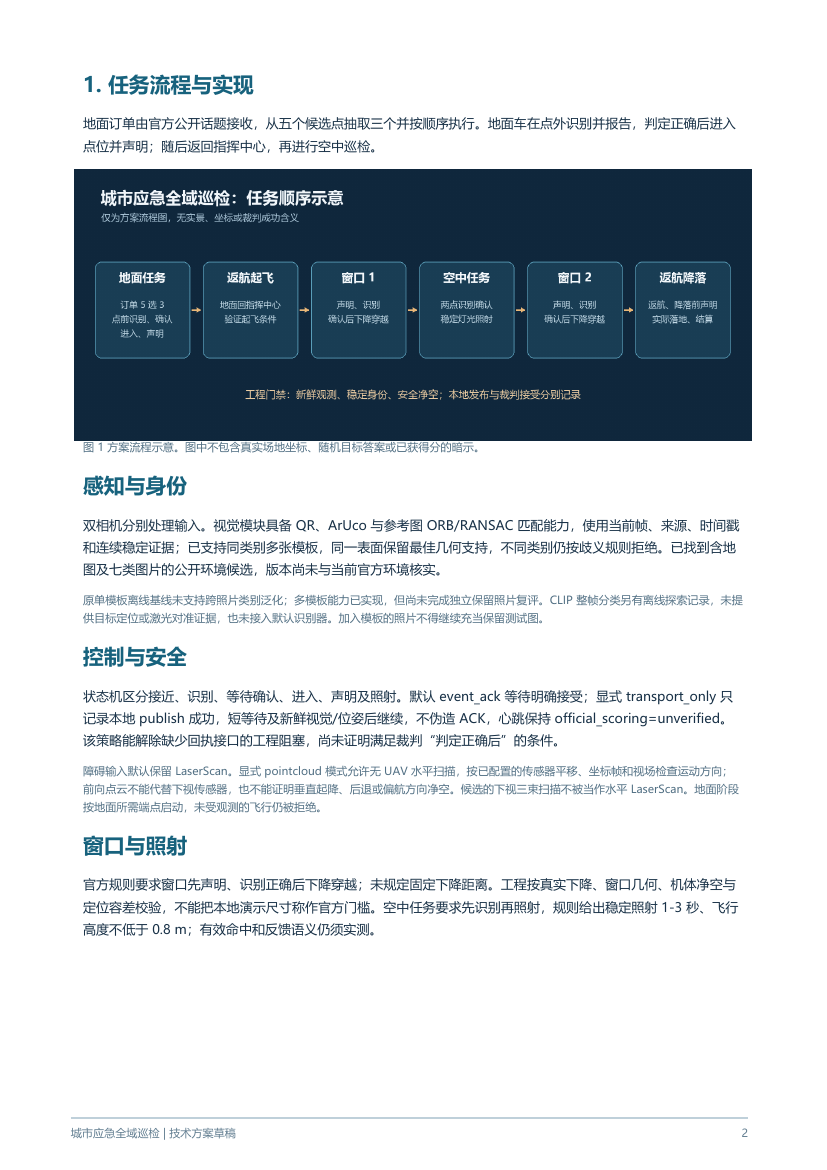 1. 任务流程与实现
地面订单由官方公开话题接收，从五个候选点抽取三个并按顺序执行。地面车在点外识别并报告，判定正确后进入
点位并声明；随后返回指挥中心，再进行空中巡检。
城市应急全域巡检：任务顺序示意
仅为方案流程图，无实景、坐标或裁判成功含义
地面任务
订单 5 选 3
点前识别、确认
进入、声明
返航起飞
地面回指挥中心
验证起飞条件
窗口 1
声明、识别
确认后下降穿越
空中任务
两点识别确认
稳定灯光照射
窗口 2
声明、识别
确认后下降穿越
返航降落
返航、降落前声明
实际落地、结算
工程门禁：新鲜观测、稳定身份、安全净空；本地发布与裁判接受分别记录
图 1 方案流程示意。图中不包含真实场地坐标、随机目标答案或已获得分的暗示。
感知与身份
双相机分别处理输入。视觉模块具备 QR、ArUco 与参考图 ORB/RANSAC 匹配能力，使用当前帧、来源、时间戳
和连续稳定证据；已支持同类别多张模板，同一表面保留最佳几何支持，不同类别仍按歧义规则拒绝。已找到含地
图及七类图片的公开环境候选，版本尚未与当前官方环境核实。
原单模板离线基线未支持跨照片类别泛化；多模板能力已实现，但尚未完成独立保留照片复评。CLIP 整帧分类另有离线探索记录，未提
供目标定位或激光对准证据，也未接入默认识别器。加入模板的照片不得继续充当保留测试图。
控制与安全
状态机区分接近、识别、等待确认、进入、声明及照射。默认 event_ack 等待明确接受；显式 transport_only 只
记录本地 publish 成功，短等待及新鲜视觉/位姿后继续，不伪造 ACK，心跳保持 official_scoring=unverified。
该策略能解除缺少回执接口的工程阻塞，尚未证明满足裁判“判定正确后”的条件。
障碍输入默认保留 LaserScan。显式 pointcloud 模式允许无 UAV 水平扫描，按已配置的传感器平移、坐标帧和视场检查运动方向；
前向点云不能代替下视传感器，也不能证明垂直起降、后退或偏航方向净空。候选的下视三束扫描不被当作水平 LaserScan。地面阶段
按地面所需端点启动，未受观测的飞行仍被拒绝。
窗口与照射
官方规则要求窗口先声明、识别正确后下降穿越；未规定固定下降距离。工程按真实下降、窗口几何、机体净空与
定位容差校验，不能把本地演示尺寸称作官方门槛。空中任务要求先识别再照射，规则给出稳定照射 1-3 秒、飞行
高度不低于 0.8 m；有效命中和反馈语义仍须实测。
城市应急全域巡检 | 技术方案草稿
2